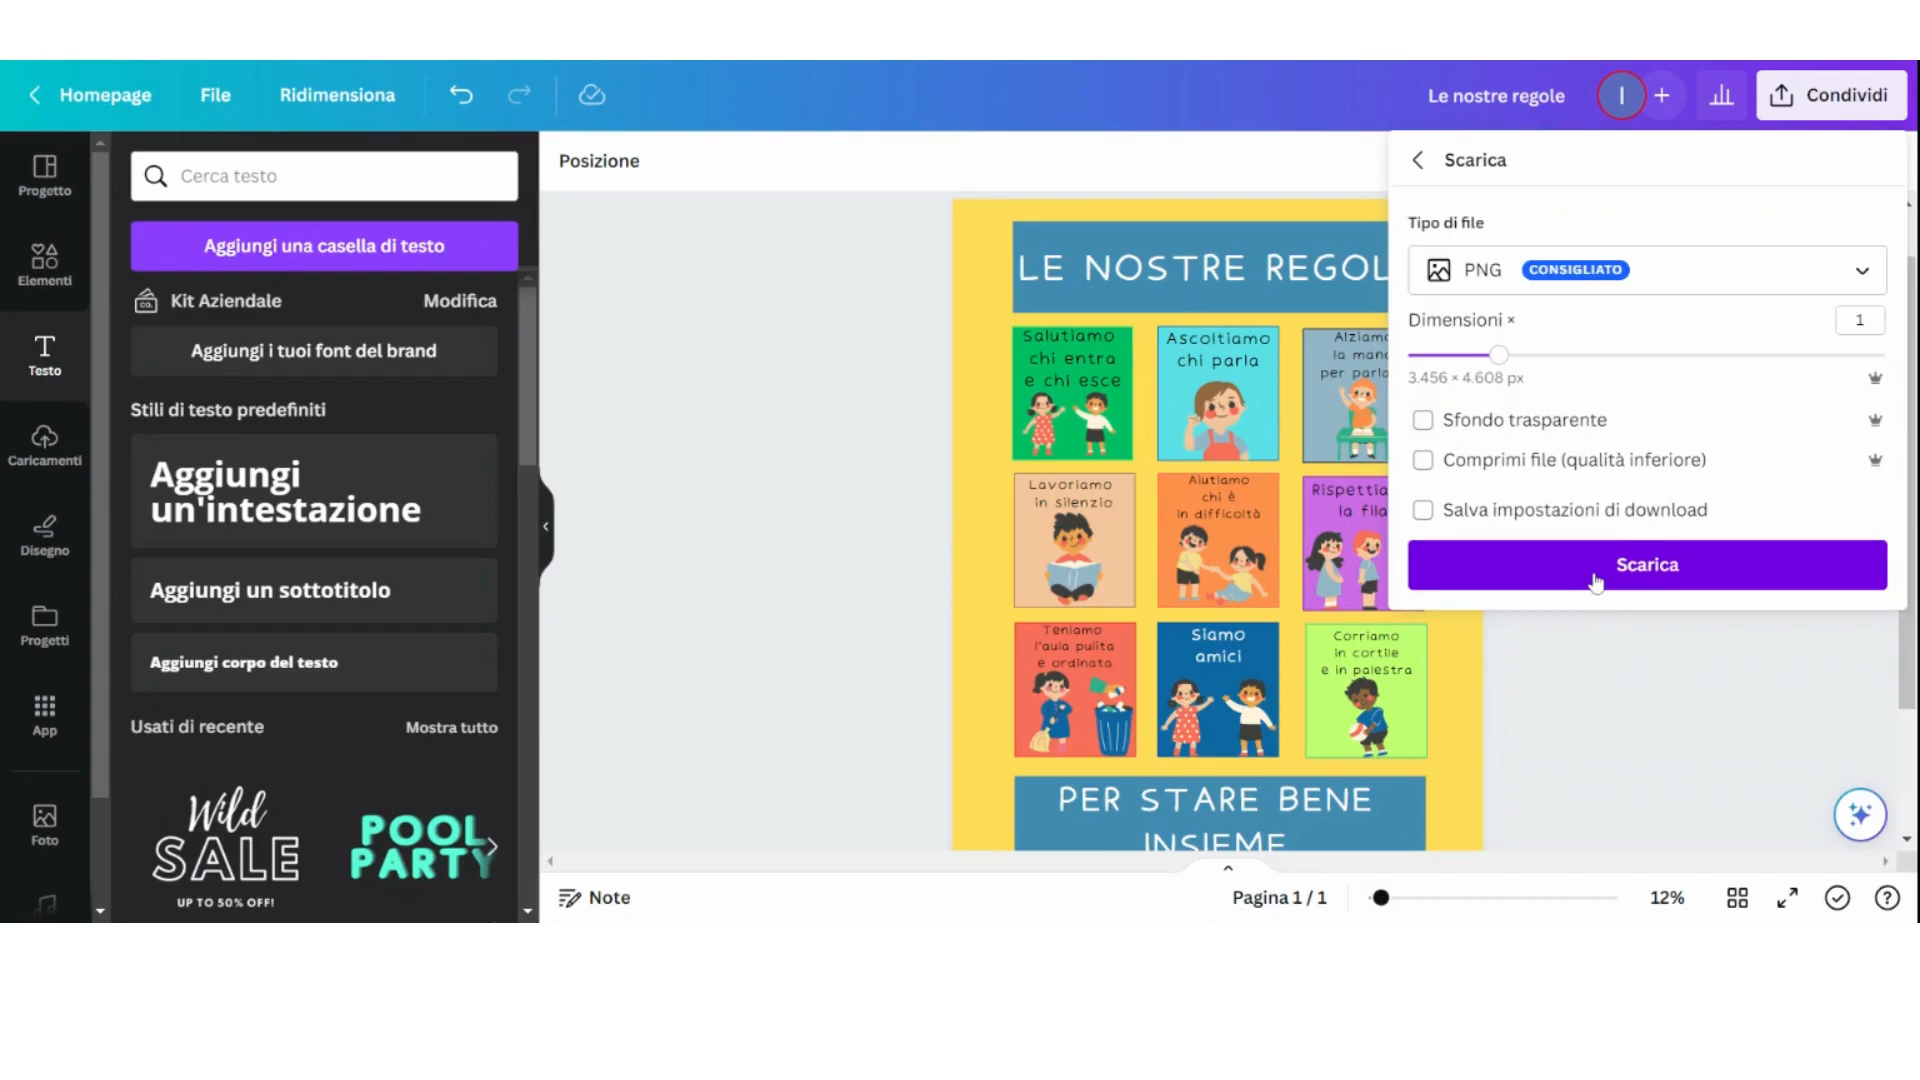 Homepage
File
Ridimensiona
Le nostre regole
I
Condividi
Progetto
Elementi
Testo
Caricamenti
Disegno
Progetti
App
Foto
Cerca testo
Aggiungi una casella di testo
CO.
Kit Aziendale
Modifica
Aggiungi i tuoi font del brand
Stili di testo predefiniti
Aggiungi
un'intestazione
Aggiungi un sottotitolo
Aggiungi corpo del testo
Usati di recente
Mostra tutto
Wild
SALE
UP TO 50% OFF!
POOL
PARTY
Posizione
LE NOSTRE REGOL
Salutiamo
chi entra
e chi esce
Ascoltiamo
chi parla
Alziamo
la mano
per parla
Lavoriamo
in silenzio
Aiutiamo
chi è
in difficoltà
Rispettia
la fila
Teniamo
l'aula pulita
e ordinata
Siamo
amici
Corriamo
in cortile
e in palestra
PER STARE BENE
INSIEME
Scarica
Tipo di file
PNG CONSIGLIATO
Dimensioni ×
1
3.456 × 4.608 px
Sfondo trasparente
Comprimi file (qualità inferiore)
Salva impostazioni di download
Scarica
Note
Pagina 1 / 1
12%